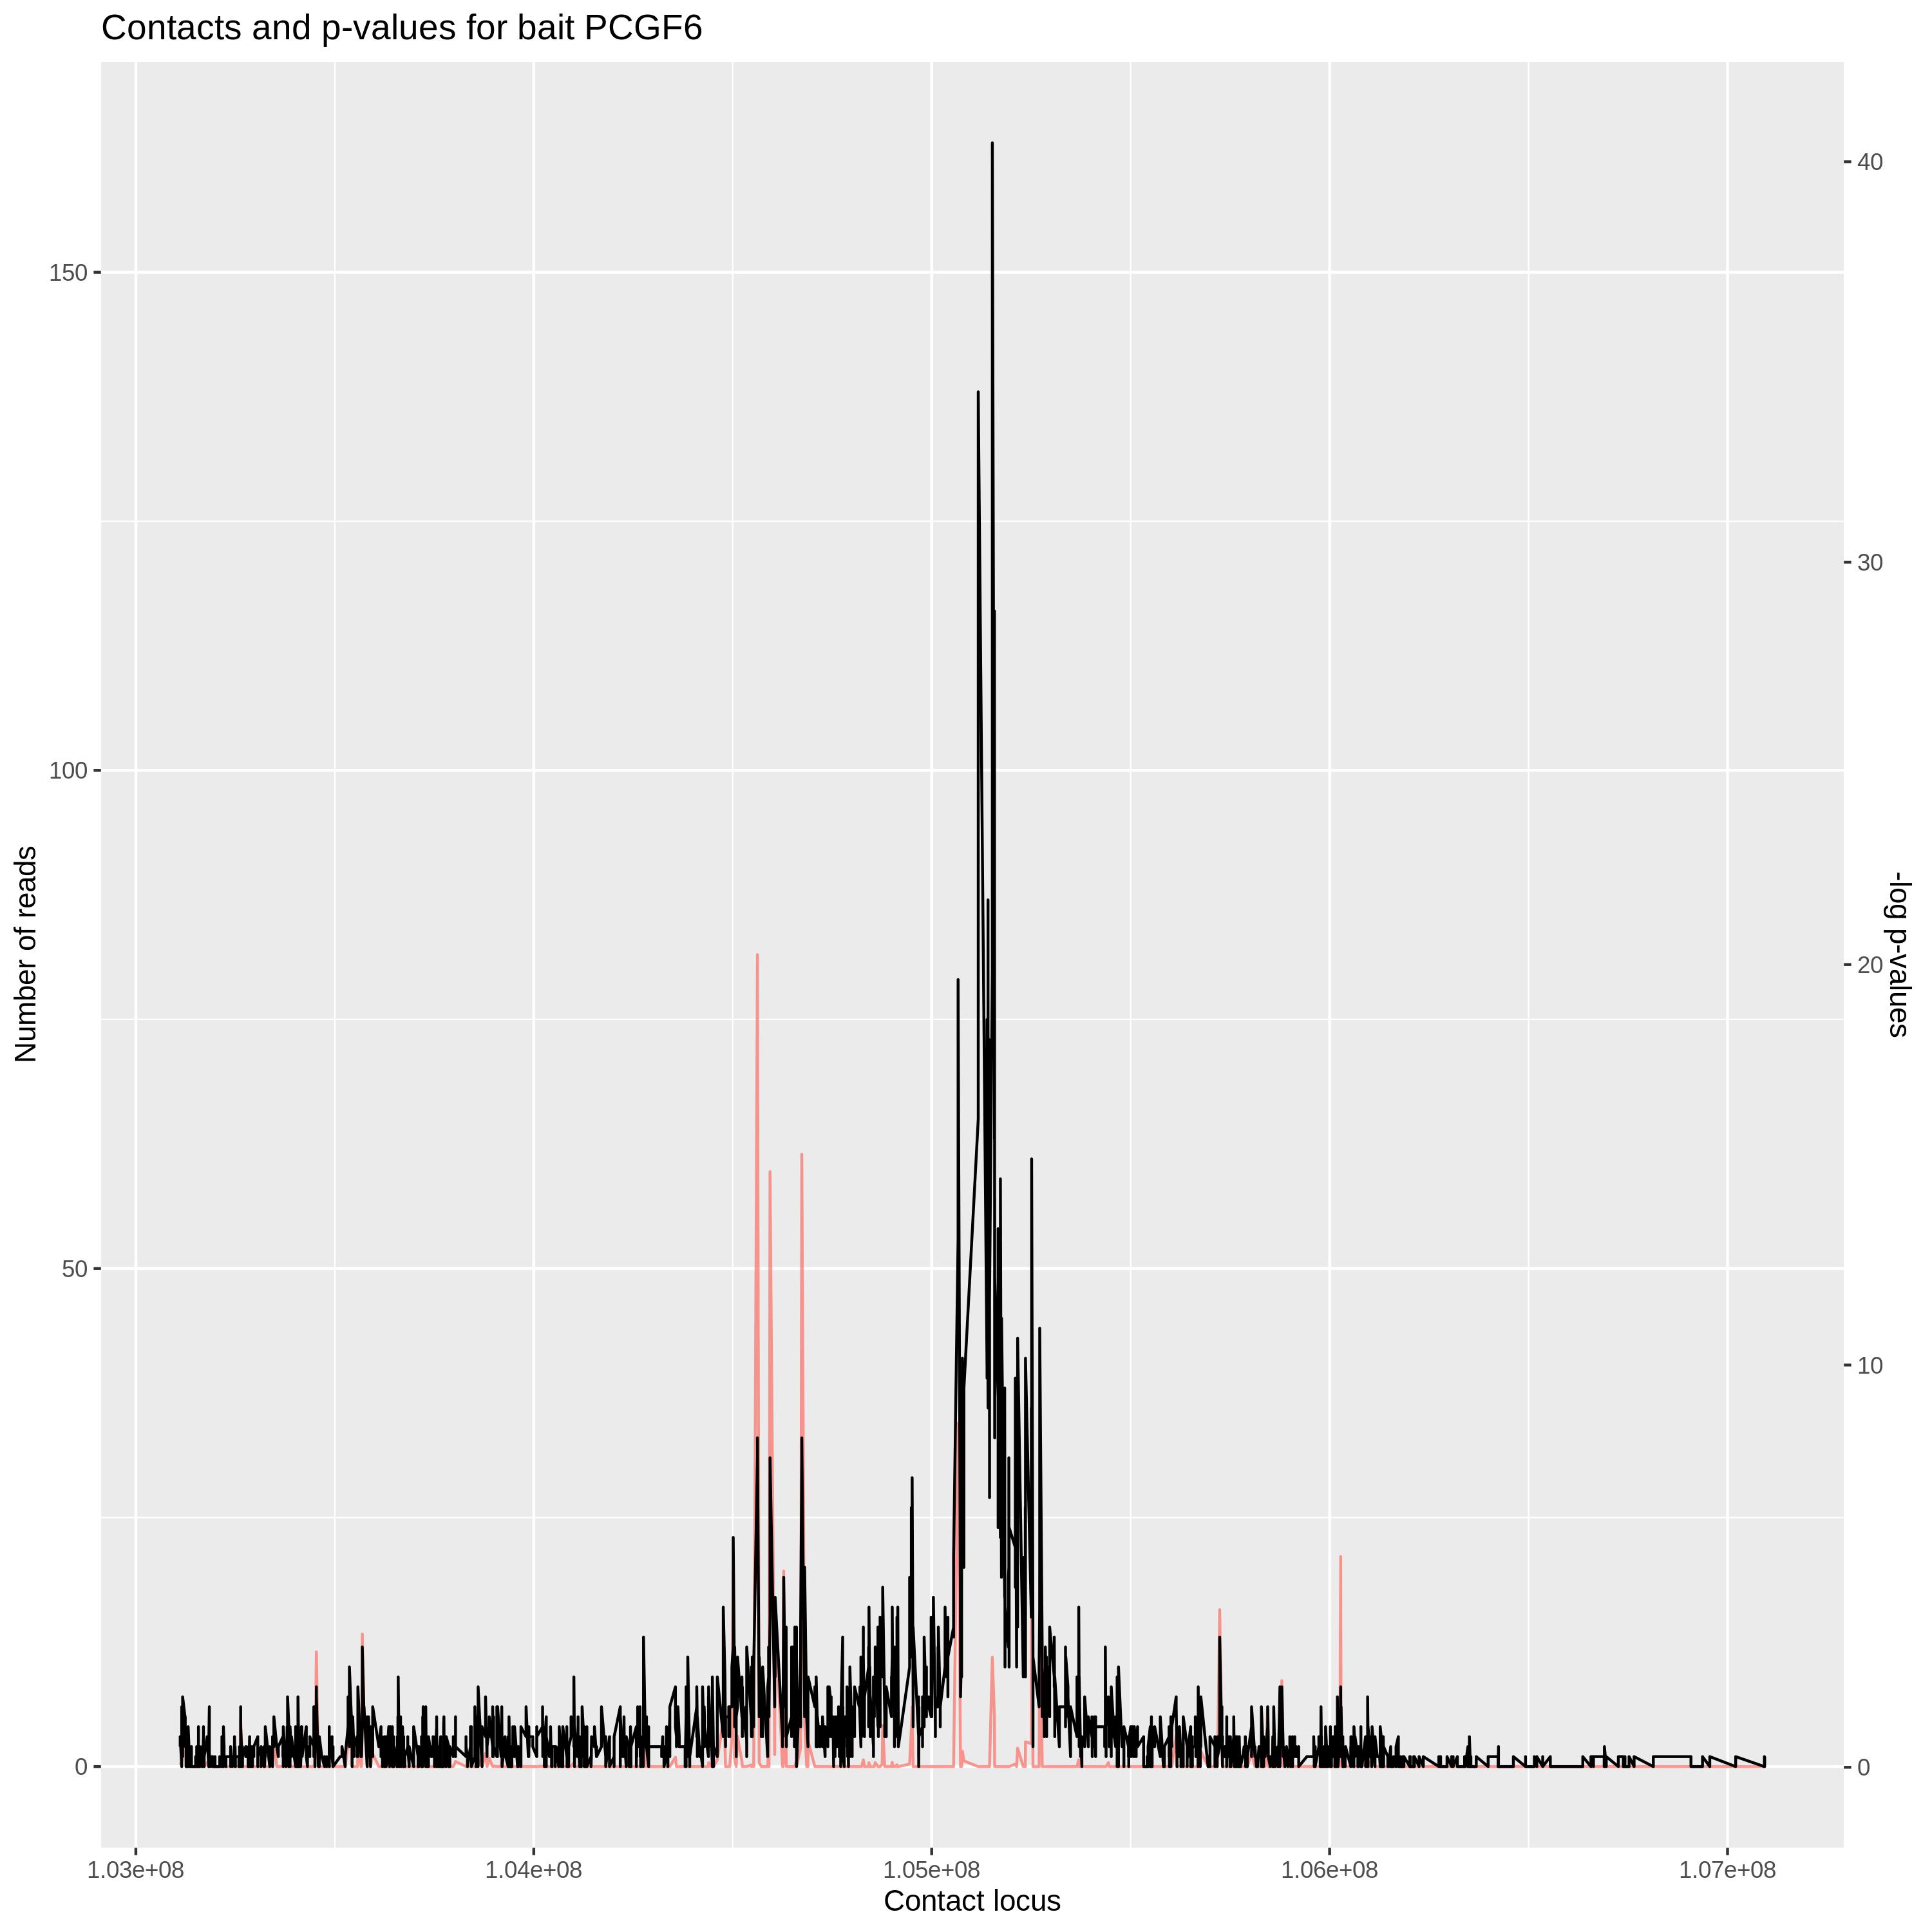 Contacts and p-values for bait PCGF6
150
100
50
0
Number of reads
40
30
20
10
0
-log p-values
1.03e+08 1.04e+08 1.05e+08 1.06e+08 1.07e+08
Contact locus